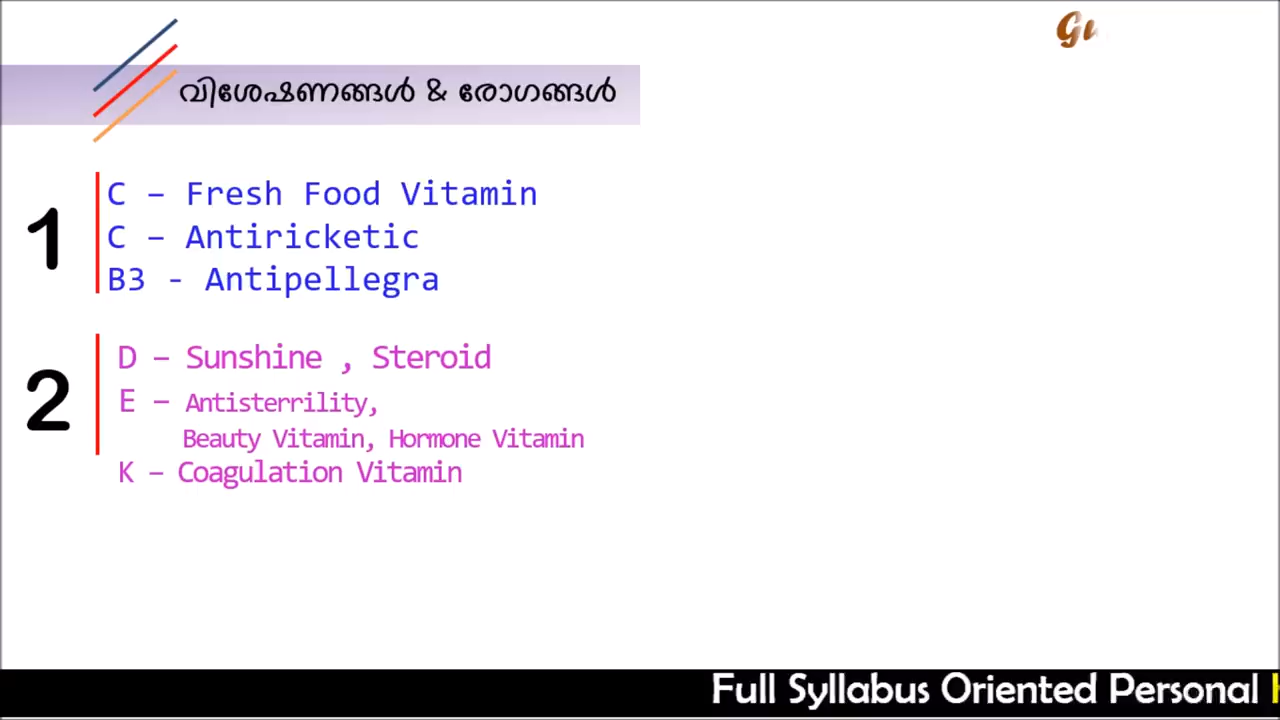 വിശേഷണങ്ങൾ & രോഗങ്ങൾ
1
C – Fresh Food Vitamin
C – Antiricketic
B3 - Antipellegra
2
D – Sunshine , Steroid
E – Antisterrility,
Beauty Vitamin, Hormone Vitamin
K – Coagulation Vitamin
Full Syllabus Oriented Personal